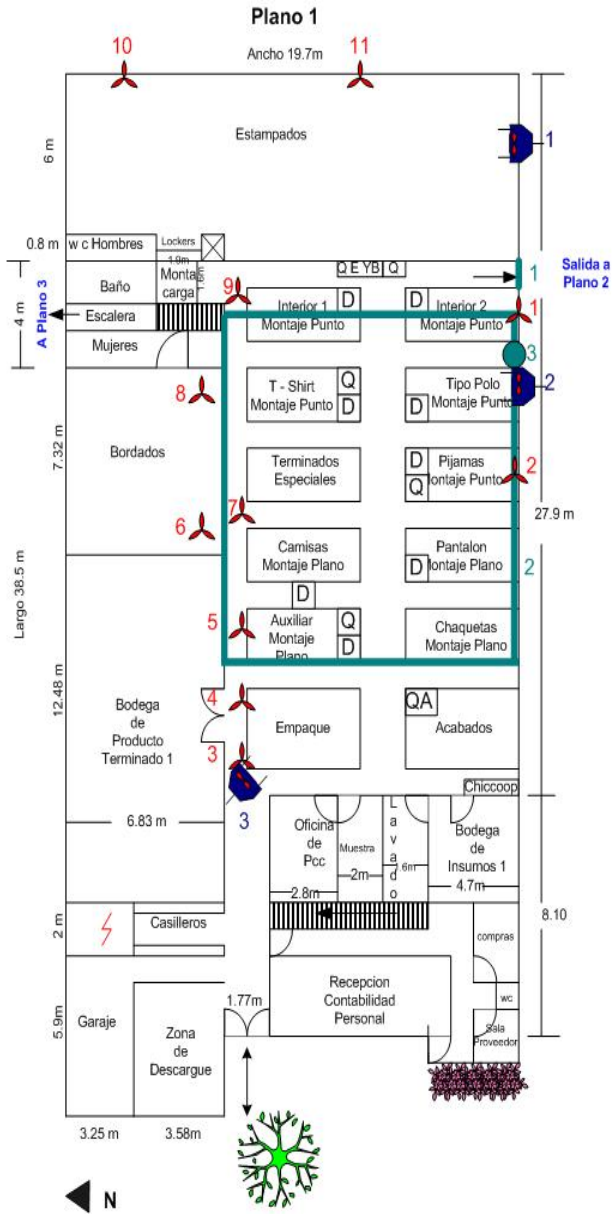 Plano 1
10
11
Ancho 19.7m
Estampados
1
6 m
0.8 m
w c Hombres
Lockers
1.9m
Baño
Monta
carga
1.6m
9
Q E YB
Q
1
Salida a
Plano 2
A Plano 3
4 m
Escalera
Mujeres
D
Interior 1
Montaje Punto
D
Interior 2
Montaje Punto
1
3
8
T - Shirt
Montaje Punto
Q
D
Tipo Polo
Montaje Punto
D
2
7.32 m
Bordados
Terminados
Especiales
D
Q
Pijamas
Montaje Punto
2
27.9 m
7
6
Camisas
Montaje Plano
D
Pantalon
Montaje Plano
2
Largo 38.5 m
D
5
Auxiliar
Montaje
Plano
Q
D
Chaquetas
Montaje Plano
12.48 m
Bodega
de
Producto
Terminado 1
4
Empaque
QA
Acabados
3
3
Chiccoop
6.83 m
Oficina
de
Pcc
2.8m
Muestra
2m
Lavado
1.6m
Bodega
de
Insumos 1
4.7m
8.10
2 m
Casilleros
compras
Recepcion
Contabilidad
Personal
wc
Sala
Proveedor
5.9m
Garaje
Zona
de
Descargue
1.77m
3.25 m
3.58m
N